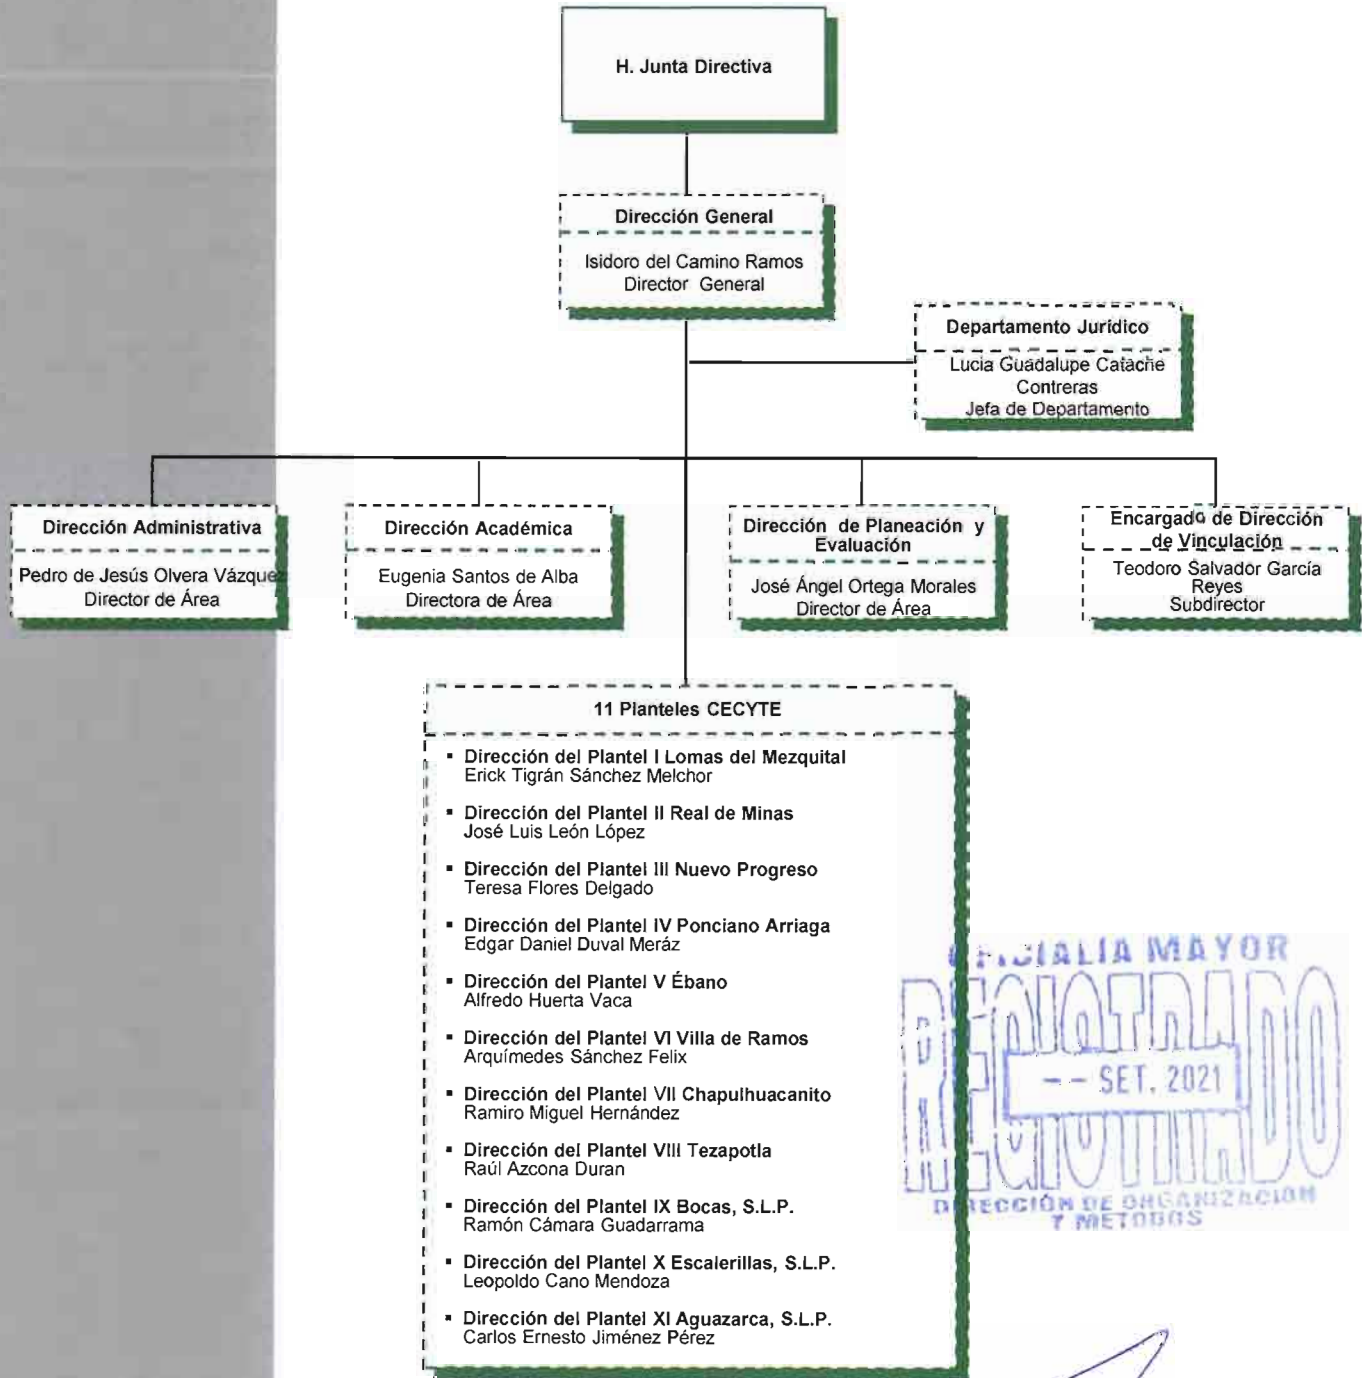 H. Junta Directiva
Dirección General
Isidoro del Camino Ramos
Director General
Departamento Jurídico
Lucia Guadalupe Catache
Contreras
Jefa de Departamento
Dirección Administrativa
Pedro de Jesús Olvera Vázquez
Director de Área
Dirección Académica
Eugenia Santos de Alba
Directora de Área
Dirección de Planeación y
Evaluación
José Ángel Ortega Morales
Director de Área
Encargado de Dirección
de Vinculación
Teodoro Salvador García
Reyes
Subdirector
11 Planteles CECYTE
▪ Dirección del Plantel I Lomas del Mezquital
Erick Tigrán Sánchez Melchor
▪ Dirección del Plantel II Real de Minas
José Luis León López
▪ Dirección del Plantel III Nuevo Progreso
Teresa Flores Delgado
▪ Dirección del Plantel IV Ponciano Arriaga
Edgar Daniel Duval Meráz
▪ Dirección del Plantel V Ébano
Alfredo Huerta Vaca
▪ Dirección del Plantel VI Villa de Ramos
Arquímedes Sánchez Felix
▪ Dirección del Plantel VII Chapulhuacanito
Ramiro Miguel Hernández
▪ Dirección del Plantel VIII Tezapotla
Raúl Azcona Duran
▪ Dirección del Plantel IX Bocas, S.L.P.
Ramón Cámara Guadarrama
▪ Dirección del Plantel X Escalerillas, S.L.P.
Leopoldo Cano Mendoza
▪ Dirección del Plantel XI Aguazarca, S.L.P.
Carlos Ernesto Jiménez Pérez
OFICIALIA MAYOR
REGISTRADO
-- SET. 2021
DIRECCIÓN DE ORGANIZACION
Y METODOS